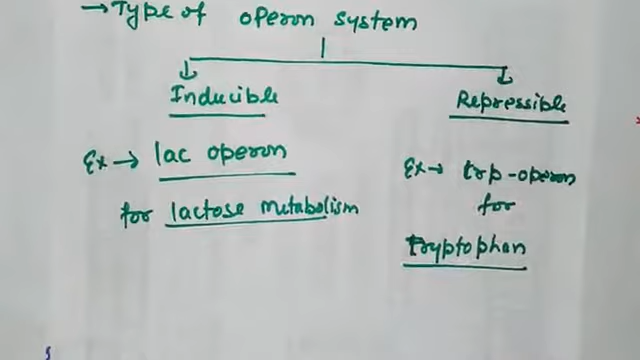 → Type of operon system
Inducible
Repressible
Ex → lac operon
for lactose metabolism
Ex → trp-operon
for
tryptophan